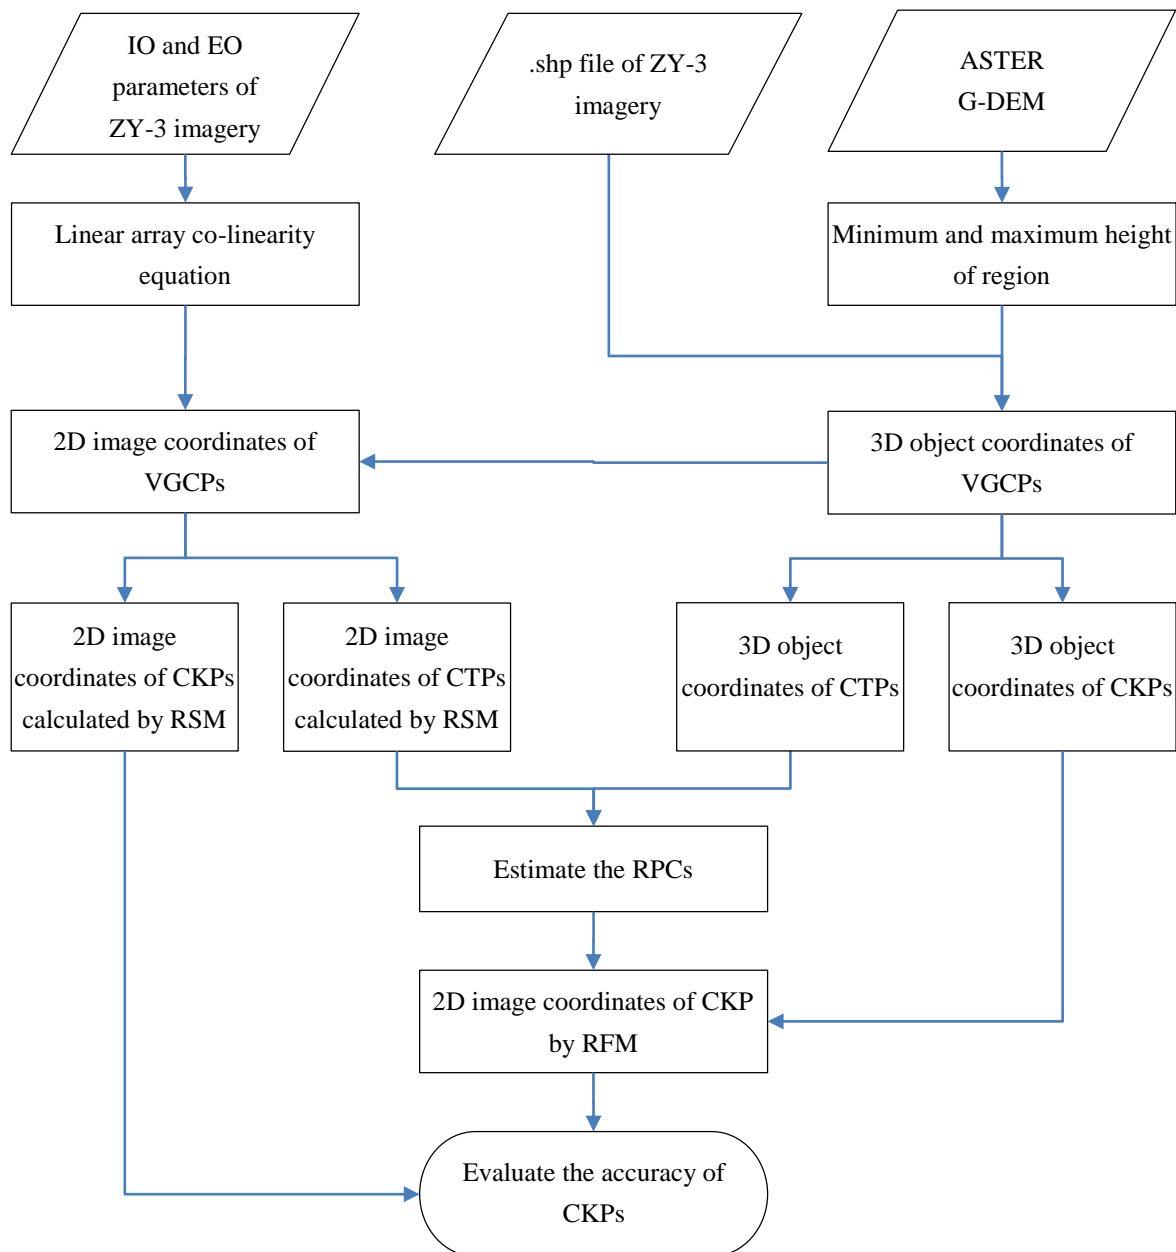 IO and EO
parameters of
ZY-3 imagery
.shp file of ZY-3
imagery
ASTER
G-DEM
Linear array co-linearity
equation
Minimum and maximum height
of region
2D image coordinates of
VGCPs
3D object coordinates of
VGCPs
2D image
coordinates of CKPs
calculated by RSM
2D image
coordinates of CTPs
calculated by RSM
3D object
coordinates of CTPs
3D object
coordinates of CKPs
Estimate the RPCs
2D image coordinates of CKP
by RFM
Evaluate the accuracy of
CKPs